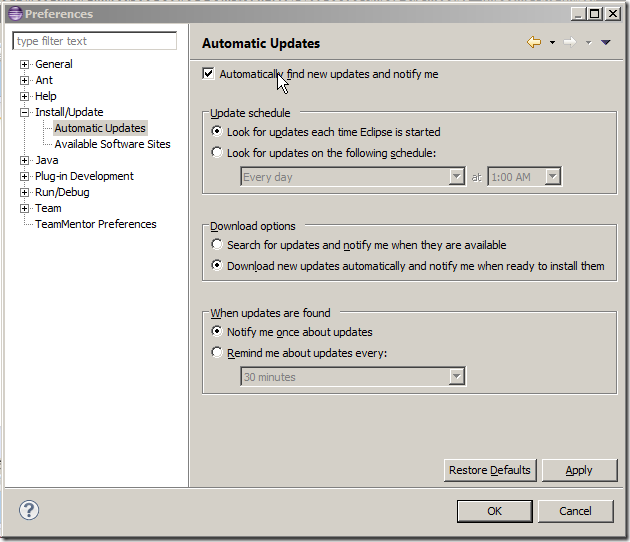 Preferences
type filter text
General
Ant
Help
Install/Update
Automatic Updates
Available Software Sites
Java
Plug-in Development
Run/Debug
Team
TeamMentor Preferences
Automatic Updates
Automatically find new updates and notify me
Update schedule
Look for updates each time Eclipse is started
Look for updates on the following schedule:
Every day at 1:00 AM
Download options
Search for updates and notify me when they are available
Download new updates automatically and notify me when ready to install them
When updates are found
Notify me once about updates
Remind me about updates every:
30 minutes
Restore Defaults Apply
? OK Cancel